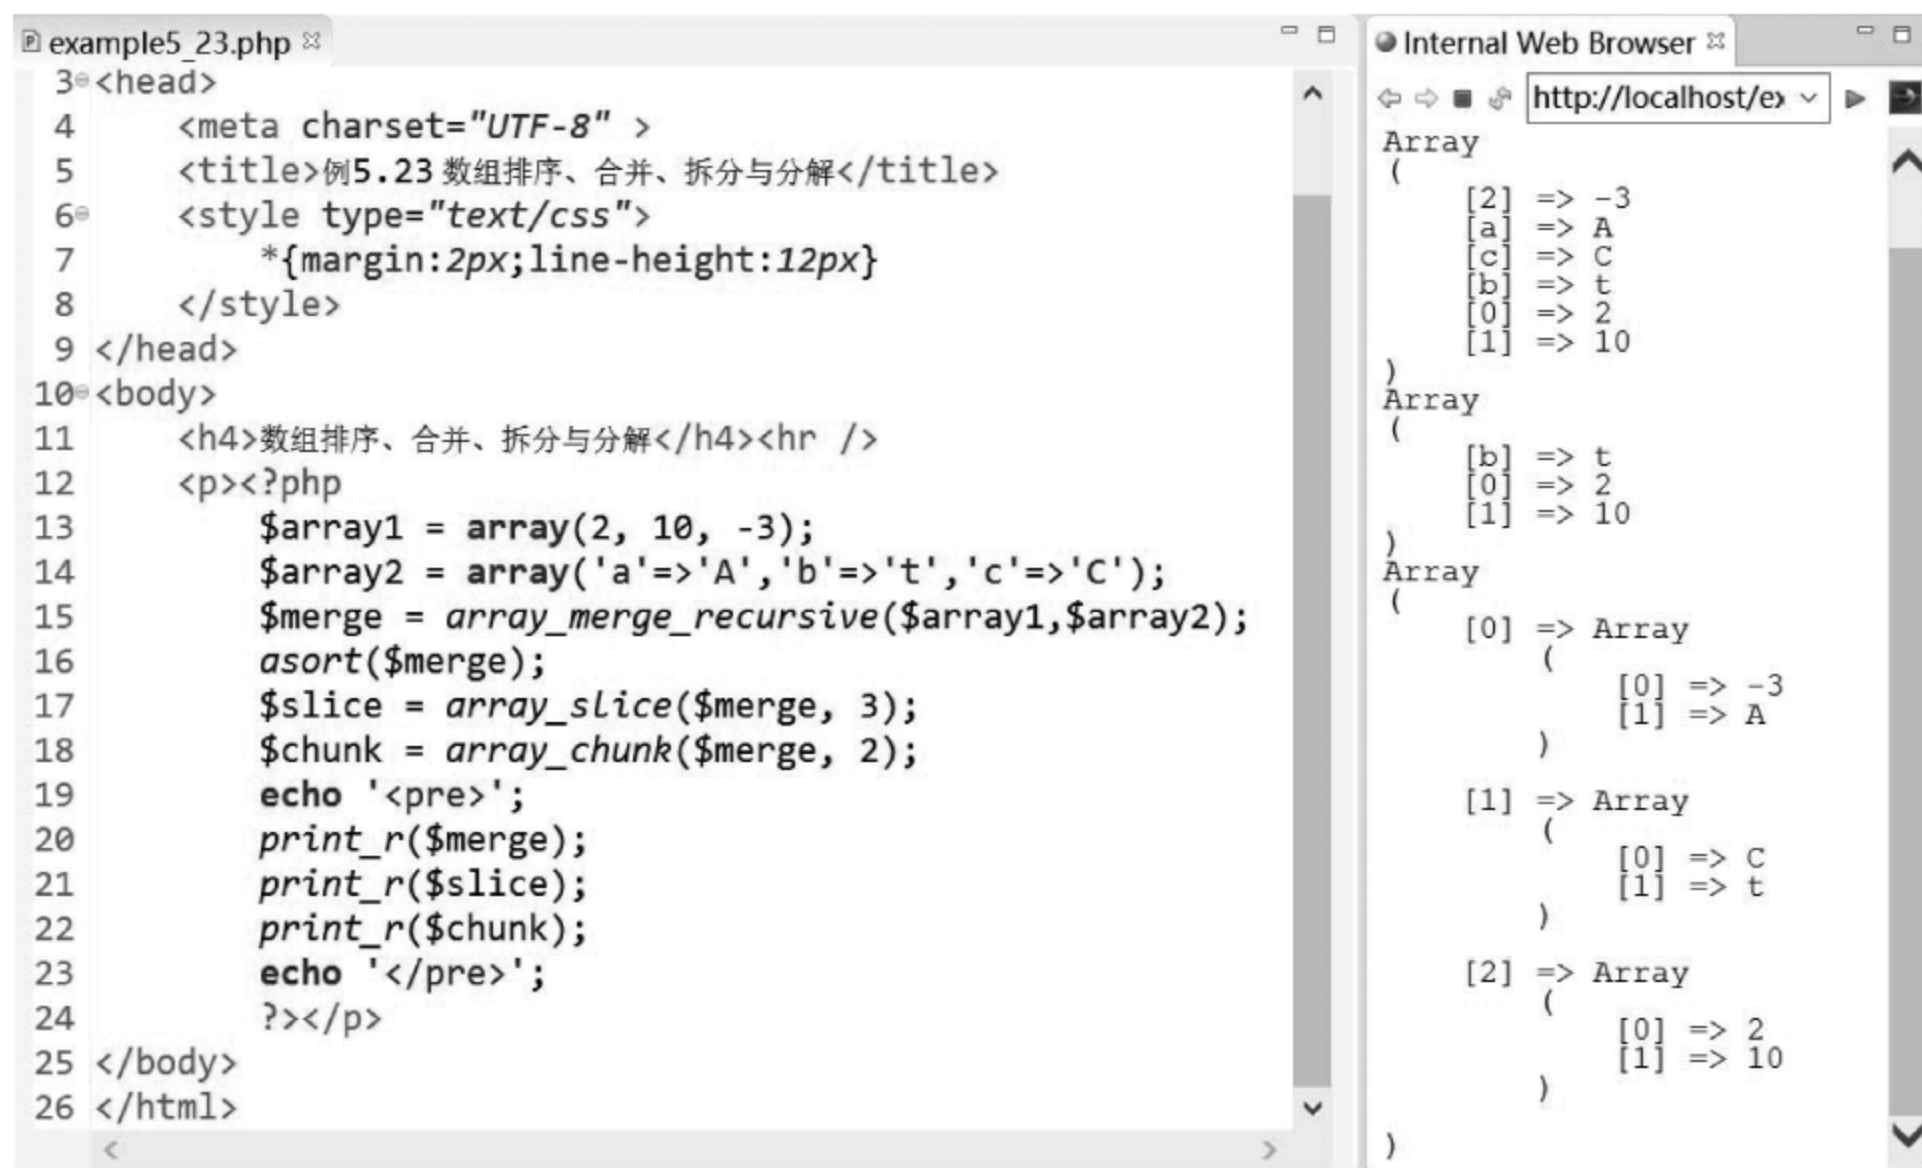 example5_23.php
3 <head>
4 <meta charset="UTF-8" >
5 <title>例5.23 数组排序、合并、拆分与分解</title>
6 <style type="text/css">
7 *{margin:2px;line-height:12px}
8 </style>
9 </head>
10 <body>
11 <h4>数组排序、合并、拆分与分解</h4><hr />
12 <p><?php
13 $array1 = array(2, 10, -3);
14 $array2 = array('a'=>'A','b'=>'t','c'=>'C');
15 $merge = array_merge_recursive($array1,$array2);
16 asort($merge);
17 $slice = array_slice($merge, 3);
18 $chunk = array_chunk($merge, 2);
19 echo '<pre>';
20 print_r($merge);
21 print_r($slice);
22 print_r($chunk);
23 echo '</pre>';
24 ?></p>
25 </body>
26 </html>
Internal Web Browser
http://localhost/ex
Array
(
[2] => -3
[a] => A
[c] => C
[b] => t
[0] => 2
[1] => 10
)
Array
(
[b] => t
[0] => 2
[1] => 10
)
Array
(
[0] => Array
(
[0] => -3
[1] => A
)
[1] => Array
(
[0] => C
[1] => t
)
[2] => Array
(
[0] => 2
[1] => 10
)
)